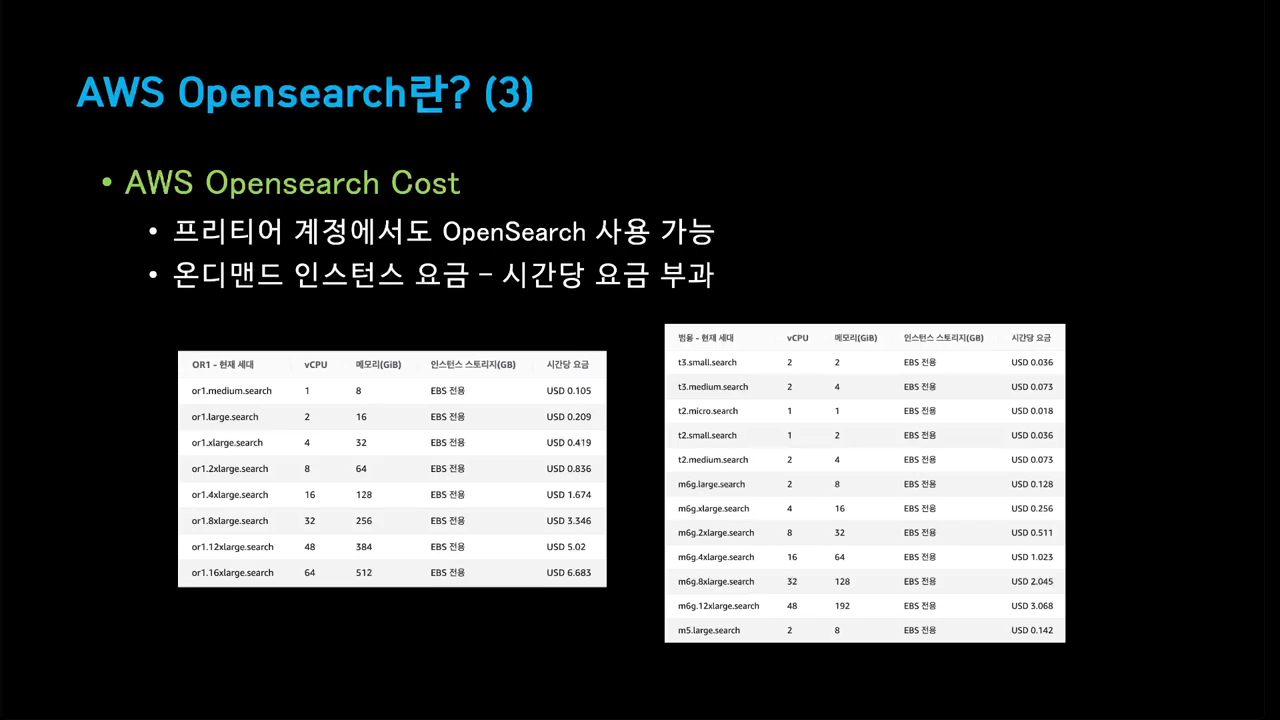 AWS Opensearch란? (3)
• AWS Opensearch Cost
• 프리티어 계정에서도 OpenSearch 사용 가능
• 온디맨드 인스턴스 요금 – 시간당 요금 부과
OR1 - 현재 세대 vCPU 메모리(GiB) 인스턴스 스토리지(GB) 시간당 요금
or1.medium.search 1 8 EBS 전용 USD 0.105
or1.large.search 2 16 EBS 전용 USD 0.209
or1.xlarge.search 4 32 EBS 전용 USD 0.419
or1.2xlarge.search 8 64 EBS 전용 USD 0.836
or1.4xlarge.search 16 128 EBS 전용 USD 1.674
or1.8xlarge.search 32 256 EBS 전용 USD 3.346
or1.12xlarge.search 48 384 EBS 전용 USD 5.02
or1.16xlarge.search 64 512 EBS 전용 USD 6.683
범용 - 현재 세대 vCPU 메모리(GiB) 인스턴스 스토리지(GB) 시간당 요금
t3.small.search 2 2 EBS 전용 USD 0.036
t3.medium.search 2 4 EBS 전용 USD 0.073
t2.micro.search 1 1 EBS 전용 USD 0.018
t2.small.search 1 2 EBS 전용 USD 0.036
t2.medium.search 2 4 EBS 전용 USD 0.073
m6g.large.search 2 8 EBS 전용 USD 0.128
m6g.xlarge.search 4 16 EBS 전용 USD 0.256
m6g.2xlarge.search 8 32 EBS 전용 USD 0.511
m6g.4xlarge.search 16 64 EBS 전용 USD 1.023
m6g.8xlarge.search 32 128 EBS 전용 USD 2.045
m6g.12xlarge.search 48 192 EBS 전용 USD 3.068
m5.large.search 2 8 EBS 전용 USD 0.142